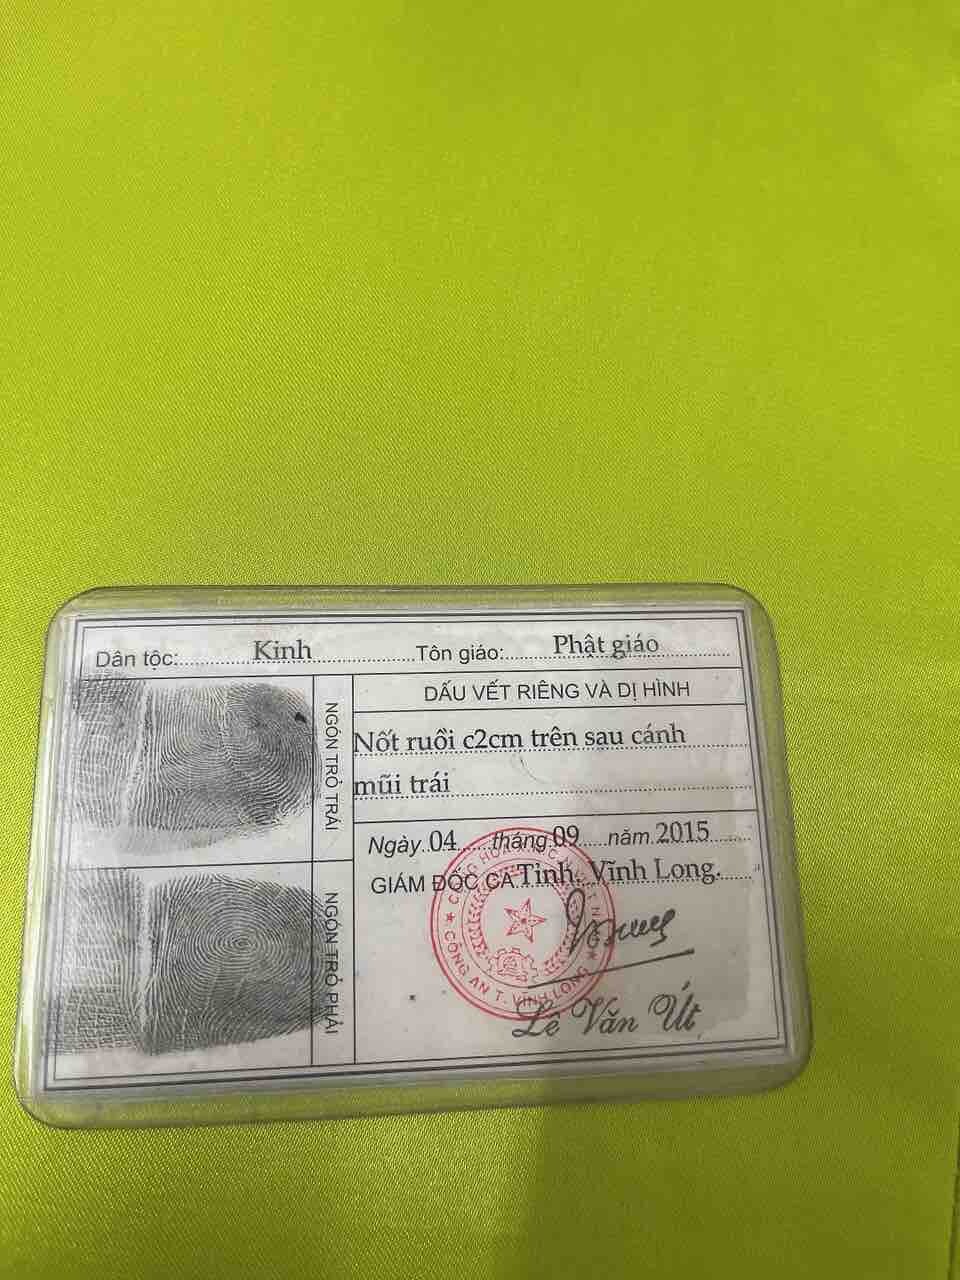 Dân tộc: Kinh Tôn giáo: Phật giáo
NGÓN TRỎ TRÁI
NGÓN TRỎ PHẢI
DẤU VẾT RIÊNG VÀ DỊ HÌNH
Nốt ruồi c2cm trên sau cánh
mũi trái
Ngày 04 tháng 09 năm 2015
GIÁM ĐỐC CA Tỉnh Vĩnh Long.
CÔNG AN T. VĨNH LONG
Lê Văn Út